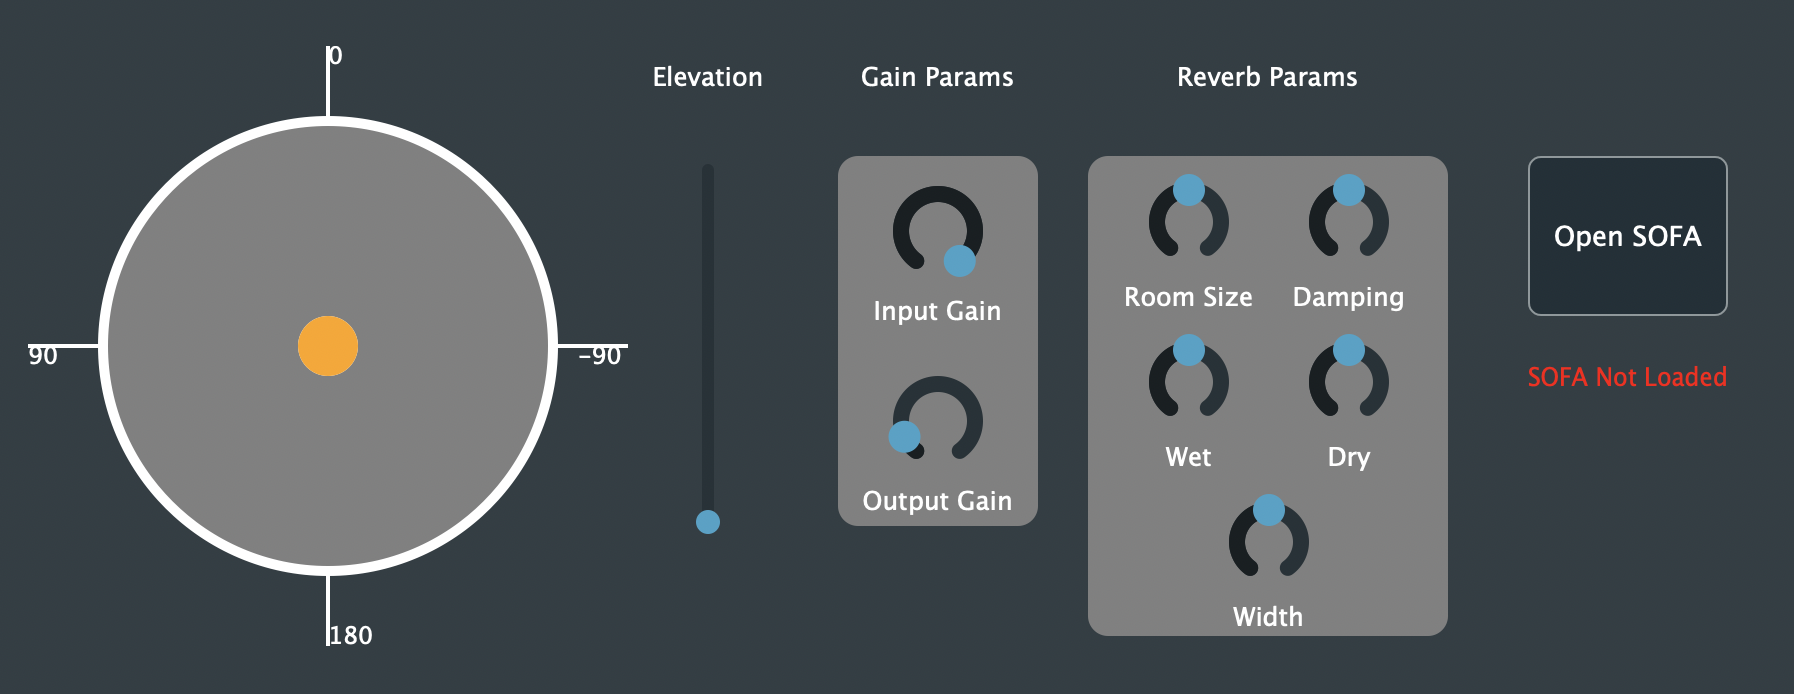 0
90
-90
180
Elevation
Gain Params
Input Gain
Output Gain
Reverb Params
Room Size
Damping
Wet
Dry
Width
Open SOFA
SOFA Not Loaded